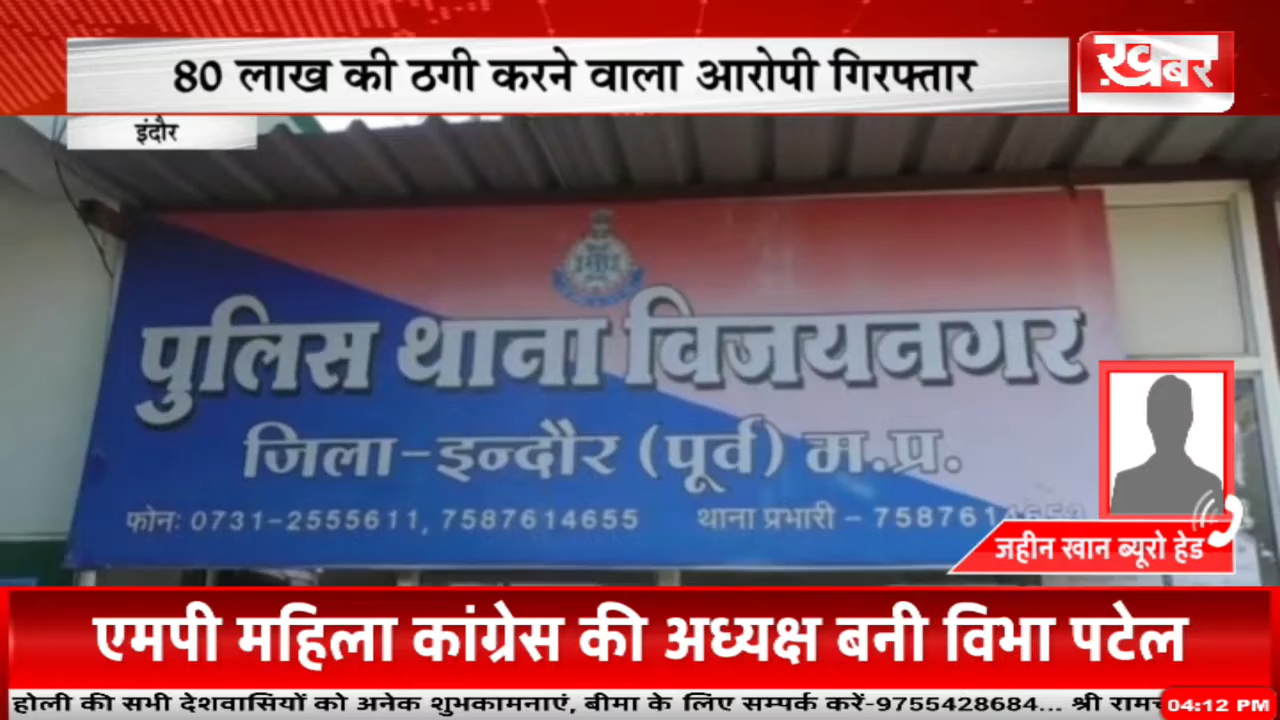 80 लाख की ठगी करने वाला आरोपी गिरफ्तार
ख़बर
इंदौर
पुलिस थाना विजयनगर
जिला-इन्दौर (पूर्व) म.प्र.
फोन: 0731-2555611, 7587614655 थाना प्रभारी - 7587614653
जहीन खान ब्यूरो हेड
एमपी महिला कांग्रेस की अध्यक्ष बनी विभा पटेल
होली की सभी देशवासियों को अनेक शुभकामनाएं, बीमा के लिए सम्पर्क करें-9755428684... श्री
04:12 PM